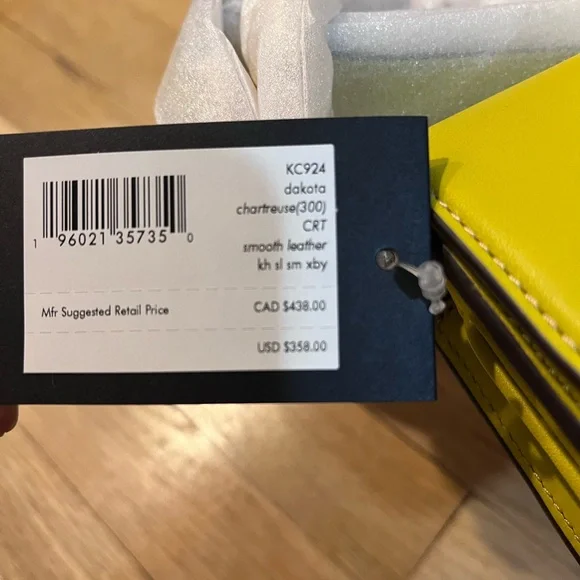 KC924
dakota
chartreuse(300)
CRT
smooth leather
kh sl sm xby
1 96021 35735 0
Mfr Suggested Retail Price CAD $438.00
USD $358.00